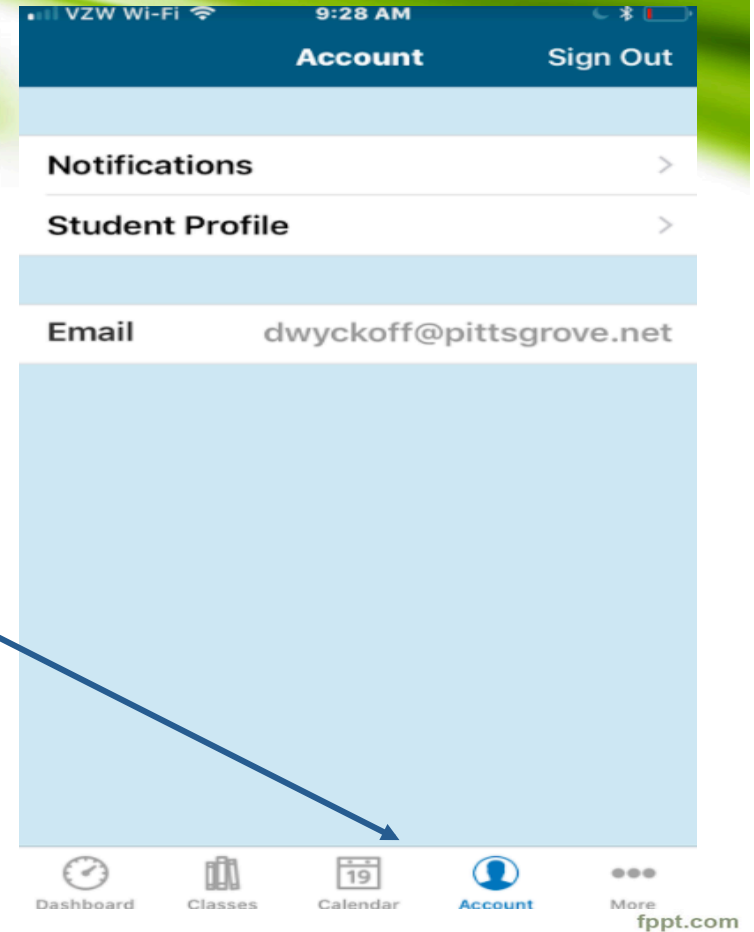 VZW Wi-Fi 9:28 AM
Account Sign Out
Notifications >
Student Profile >
Email dwyckoff@pittsgrove.net
19
Dashboard Classes Calendar Account More
fppt.com